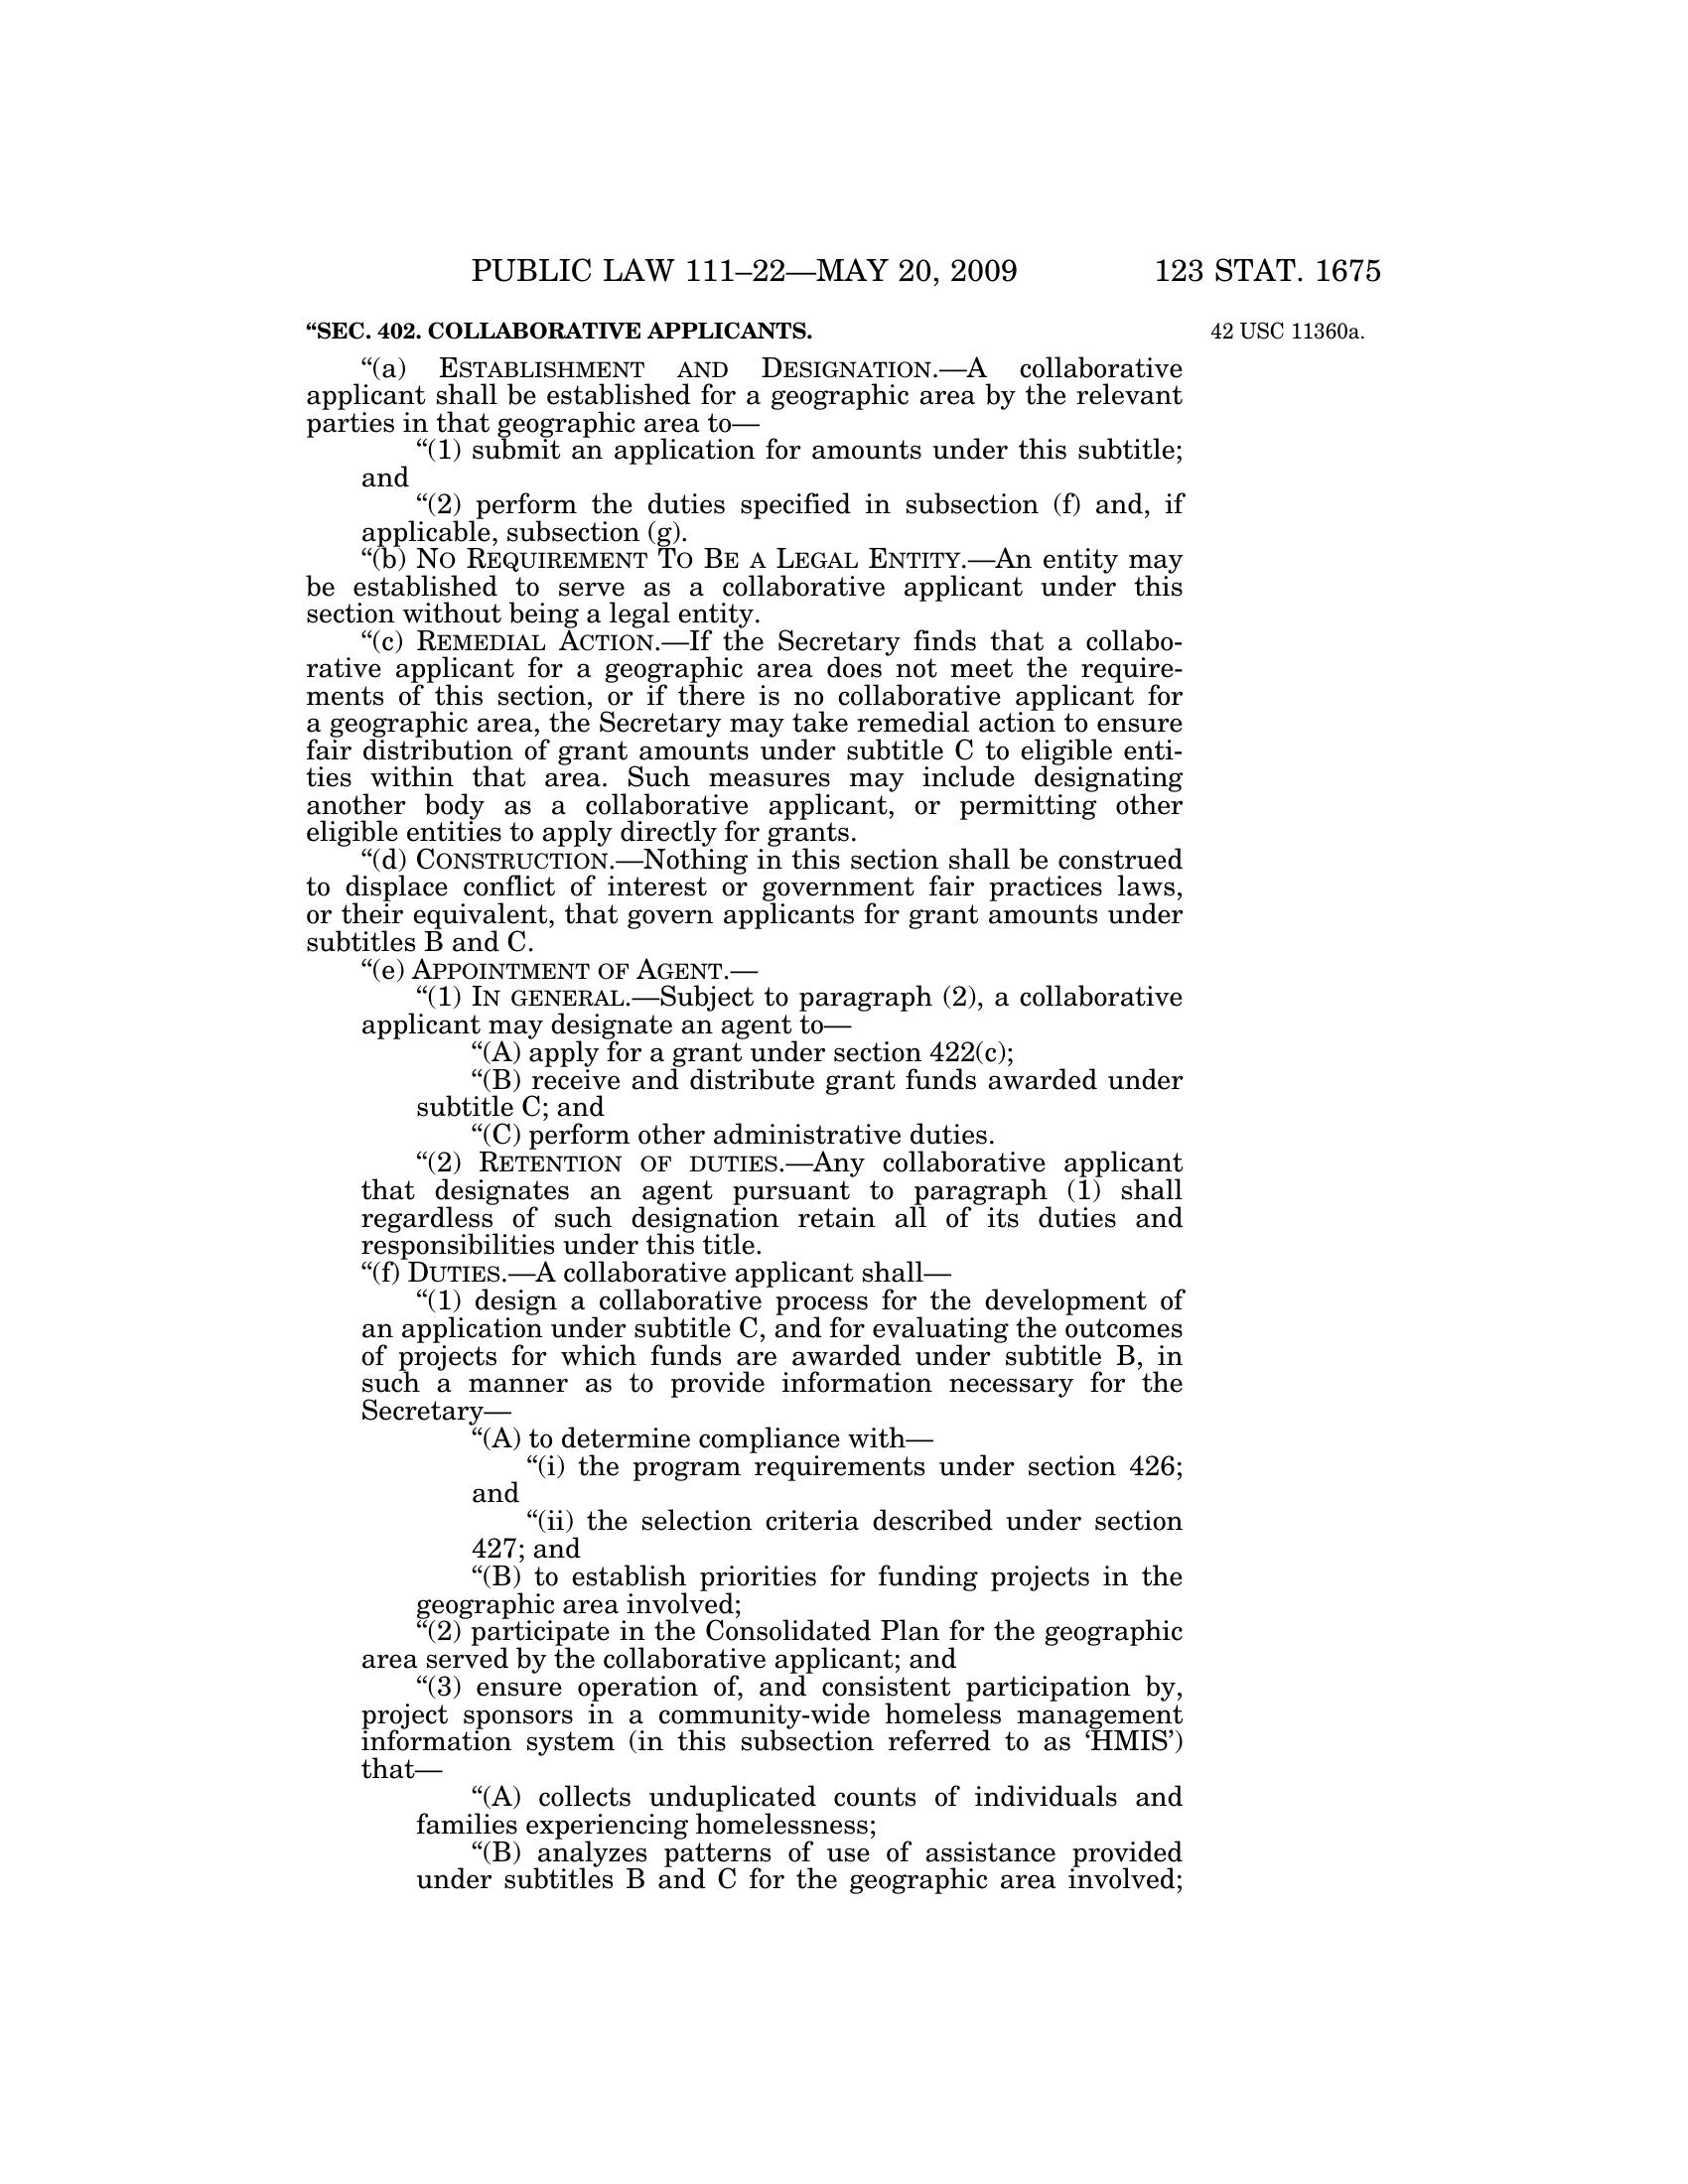 PUBLIC LAW 111–22—MAY 20, 2009 123 STAT. 1675
“SEC. 402. COLLABORATIVE APPLICANTS. 42 USC 11360a.
“(a) ESTABLISHMENT AND DESIGNATION.—A collaborative
applicant shall be established for a geographic area by the relevant
parties in that geographic area to—
“(1) submit an application for amounts under this subtitle;
and
“(2) perform the duties specified in subsection (f) and, if
applicable, subsection (g).
“(b) NO REQUIREMENT TO BE A LEGAL ENTITY.—An entity may
be established to serve as a collaborative applicant under this
section without being a legal entity.
“(c) REMEDIAL ACTION.—If the Secretary finds that a collabo-
rative applicant for a geographic area does not meet the require-
ments of this section, or if there is no collaborative applicant for
a geographic area, the Secretary may take remedial action to ensure
fair distribution of grant amounts under subtitle C to eligible enti-
ties within that area. Such measures may include designating
another body as a collaborative applicant, or permitting other
eligible entities to apply directly for grants.
“(d) CONSTRUCTION.—Nothing in this section shall be construed
to displace conflict of interest or government fair practices laws,
or their equivalent, that govern applicants for grant amounts under
subtitles B and C.
“(e) APPOINTMENT OF AGENT.—
“(1) IN GENERAL.—Subject to paragraph (2), a collaborative
applicant may designate an agent to—
“(A) apply for a grant under section 422(c);
“(B) receive and distribute grant funds awarded under
subtitle C; and
“(C) perform other administrative duties.
“(2) RETENTION OF DUTIES.—Any collaborative applicant
that designates an agent pursuant to paragraph (1) shall
regardless of such designation retain all of its duties and
responsibilities under this title.
“(f) DUTIES.—A collaborative applicant shall—
“(1) design a collaborative process for the development of
an application under subtitle C, and for evaluating the outcomes
of projects for which funds are awarded under subtitle B, in
such a manner as to provide information necessary for the
Secretary—
“(A) to determine compliance with—
“(i) the program requirements under section 426;
and
“(ii) the selection criteria described under section
427; and
“(B) to establish priorities for funding projects in the
geographic area involved;
“(2) participate in the Consolidated Plan for the geographic
area served by the collaborative applicant; and
“(3) ensure operation of, and consistent participation by,
project sponsors in a community-wide homeless management
information system (in this subsection referred to as ‘HMIS’)
that—
“(A) collects unduplicated counts of individuals and
families experiencing homelessness;
“(B) analyzes patterns of use of assistance provided
under subtitles B and C for the geographic area involved;